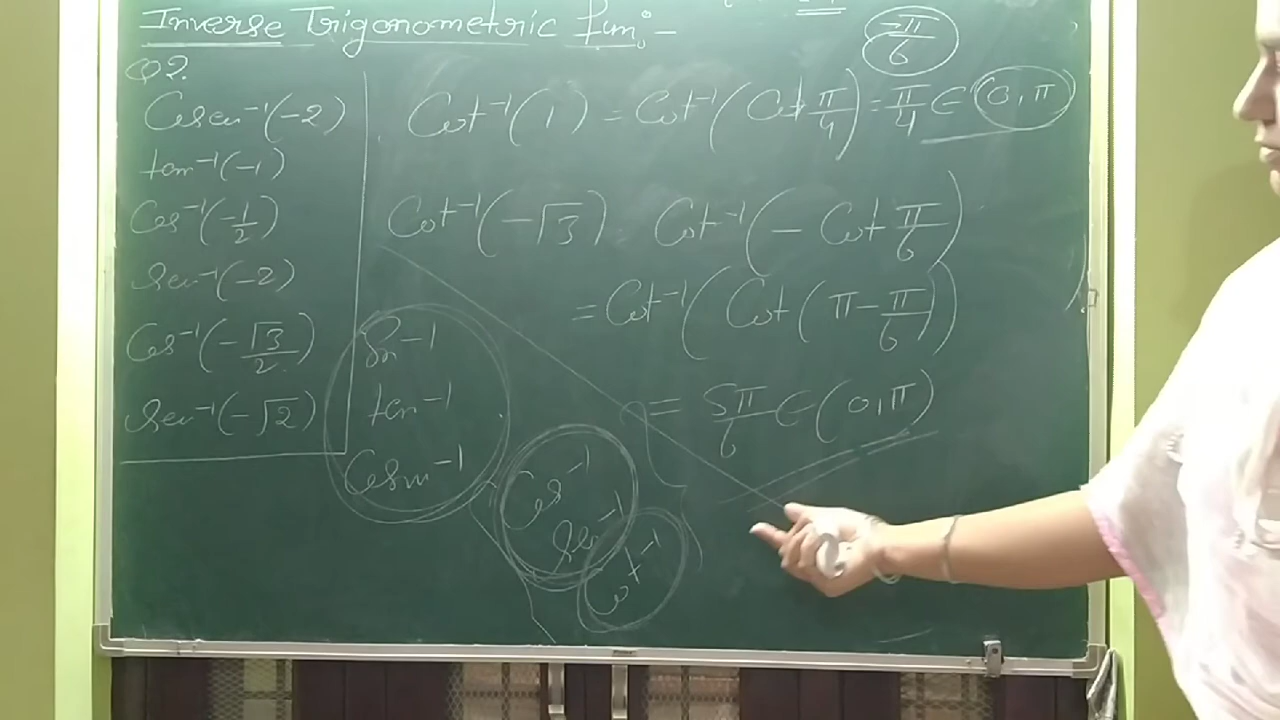 Inverse Trigonometric fun:-
-π/6
Q2.
Cosec⁻¹(-2)
tan⁻¹(-1)
Cos⁻¹(-1/2)
Sec⁻¹(-2)
Cos⁻¹(-√3/2)
Sec⁻¹(-√2)
Cot⁻¹(1) = Cot⁻¹(Cot π/4) = π/4 ∈ (0,π)
Cot⁻¹(-√3) Cot⁻¹(- Cot π/6)
= Cot⁻¹(Cot(π-π/6))
= 5π/6 ∈ (0,π)
Sin⁻¹
tan⁻¹
Cosec⁻¹
Cos⁻¹
Sec⁻¹
Cot⁻¹